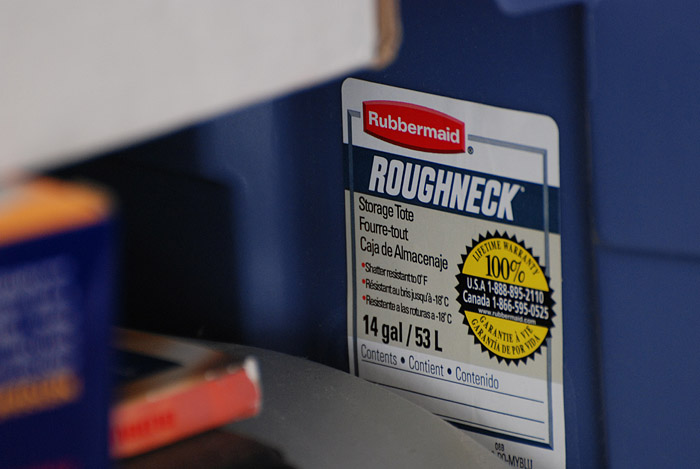 Rubbermaid®
ROUGHNECK™
Storage Tote
Fourre-tout
Caja de Almacenaje
•Shatter resistant to 0°F
•Résistant au bris jusqu'à -18°C
•Resistente a las roturas a -18°C
14 gal / 53 L
Contents • Contient • Contenido
LIFETIME WARRANTY
100%
U.S.A 1-888-895-2110
Canada 1-866-595-0525
www.rubbermaid.com
GARANTIE À VIE
GARANTÍA DE POR VIDA